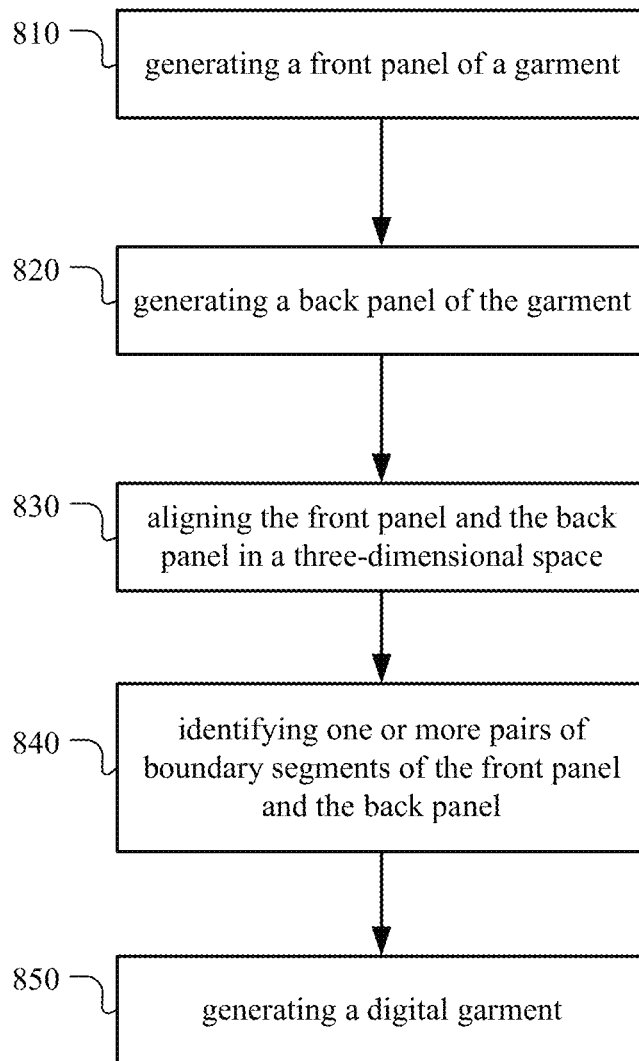 810
generating a front panel of a garment
820
generating a back panel of the garment
830
aligning the front panel and the back
panel in a three-dimensional space
840
identifying one or more pairs of
boundary segments of the front panel
and the back panel
850
generating a digital garment